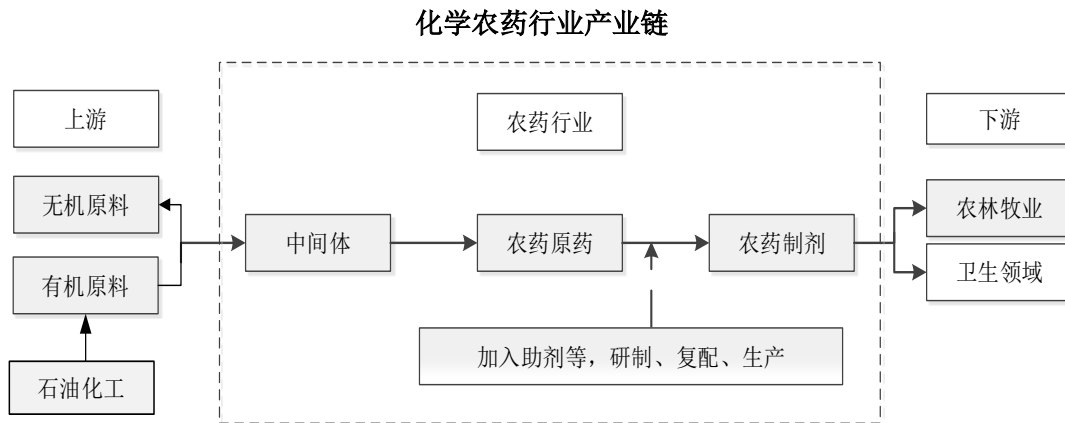 化学农药行业产业链
上游
农药行业
下游
无机原料
农林牧业
中间体
农药原药
农药制剂
有机原料
卫生领域
加入助剂等，研制、复配、生产
石油化工